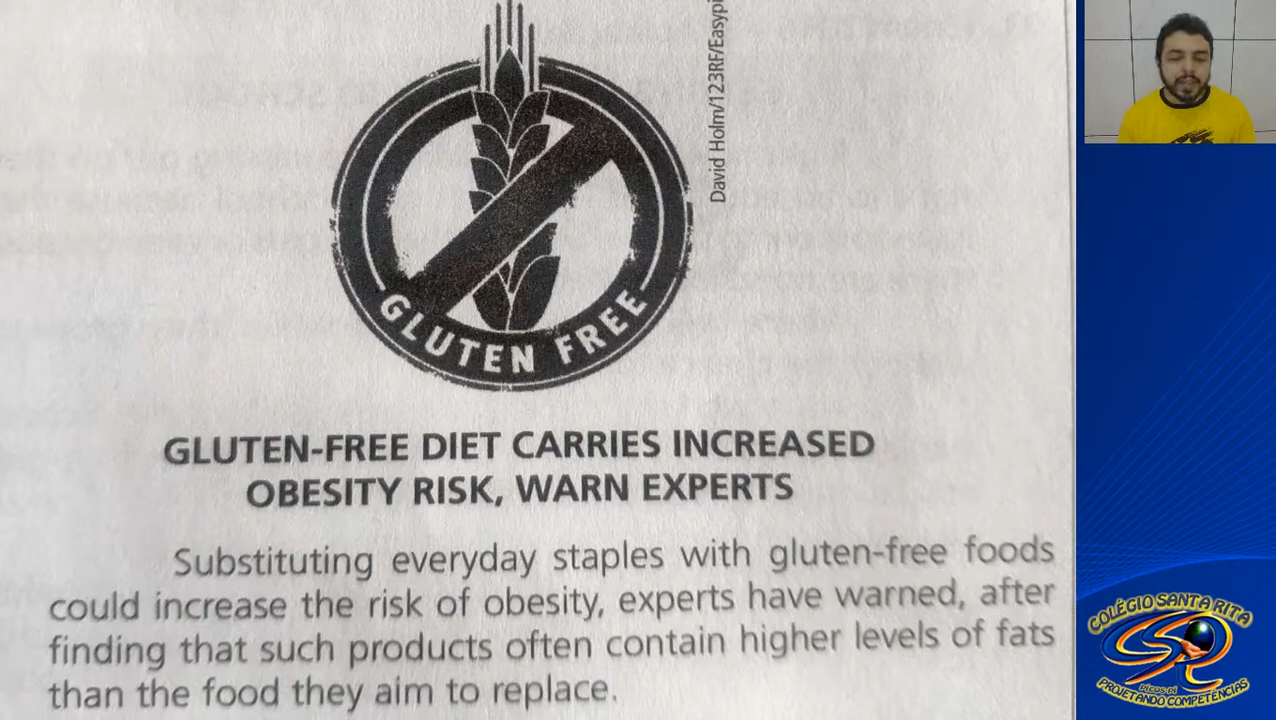 GLUTEN FREE
David Holm/123RF/Easypi
GLUTEN-FREE DIET CARRIES INCREASED
OBESITY RISK, WARN EXPERTS
Substituting everyday staples with gluten-free foods
could increase the risk of obesity, experts have warned, after
finding that such products often contain higher levels of fats
than the food they aim to replace.
COLÉGIO SANTA RITA
PICOS-PI
PROJETANDO COMPETÊNCIAS